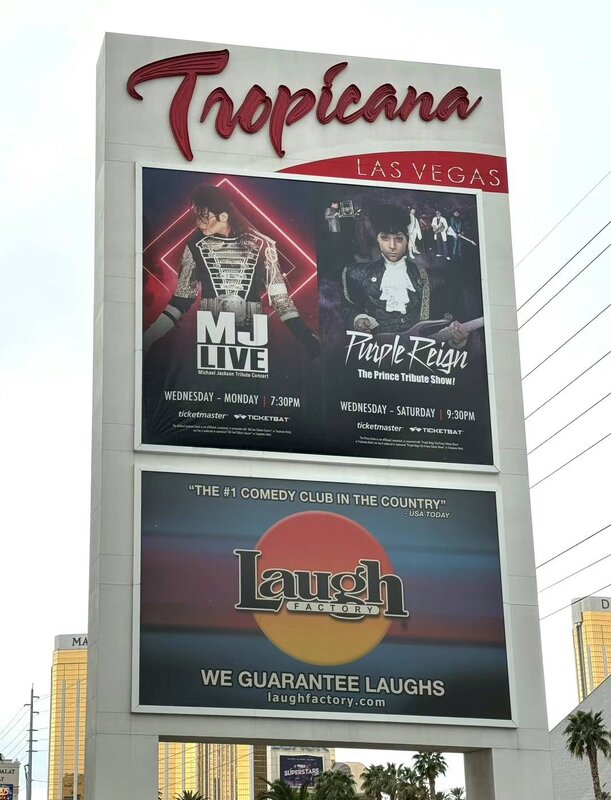 Tropicana
LAS VEGAS
MJ
LIVE
Michael Jackson Tribute Concert
WEDNESDAY - MONDAY | 7:30PM
ticketmaster TICKETBAT
Purple Reign
The Prince Tribute Show!
WEDNESDAY - SATURDAY | 9:30PM
ticketmaster TICKETBAT
"THE #1 COMEDY CLUB IN THE COUNTRY"
- USA TODAY
Laugh
FACTORY
WE GUARANTEE LAUGHS
laughfactory.com
MA
D
SUPERSTARS